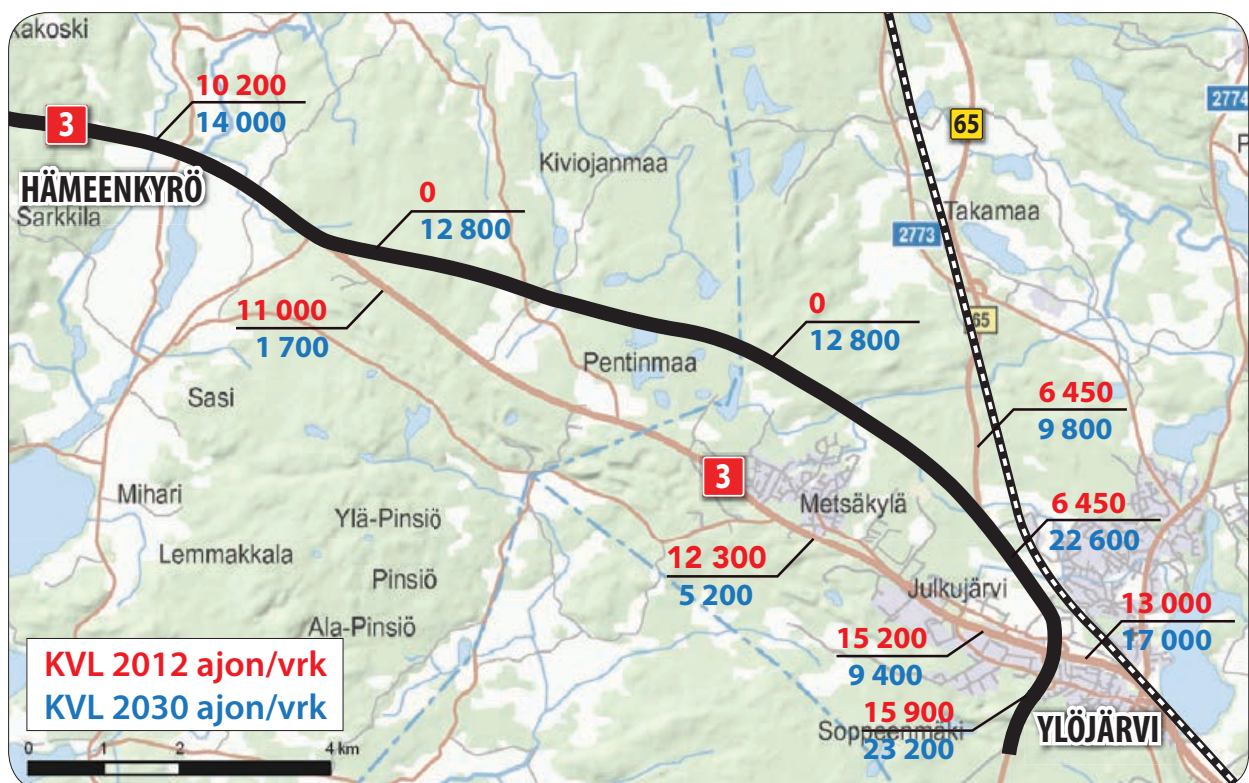 kakoski
10 200
14 000
3
HÄMEENKYRÖ
Sarkkila
0
12 800
Kiviojanmaa
65
2774
2773
Takamaa
65
11 000
1 700
0
12 800
Pentinmaa
6 450
9 800
Sasi
3
Metsäkylä
6 450
22 600
Mihari
Ylä-Pinsiö
Lemmakkala
Pinsiö
Ala-Pinsiö
12 300
5 200
Julkujärvi
13 000
17 000
15 200
9 400
15 900
Soppeenmäki
23 200
YLÖJÄRVI
KVL 2012 ajon/vrk
KVL 2030 ajon/vrk
0 1 2 4 km